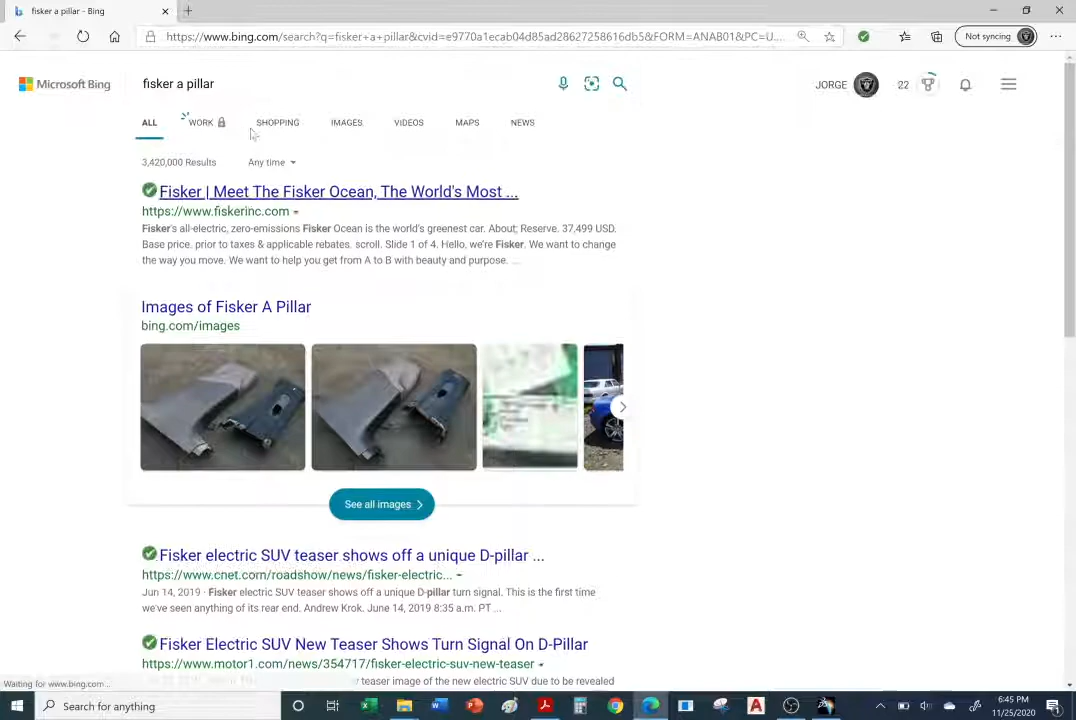 fisker a pillar - Bing
https://www.bing.com/search?q=fisker+a+pillar&cvid=e9770a1ecab04d85ad28627258616db5&FORM=ANAB01&PC=U...
Not syncing
Microsoft Bing
fisker a pillar
JORGE
22
ALL
WORK
SHOPPING
IMAGES
VIDEOS
MAPS
NEWS
3,420,000 Results
Any time
Fisker | Meet The Fisker Ocean, The World's Most ...
https://www.fiskerinc.com
Fisker's all-electric, zero-emissions Fisker Ocean is the world's greenest car. About; Reserve. 37,499 USD.
Base price. prior to taxes & applicable rebates. scroll. Slide 1 of 4. Hello, we're Fisker. We want to change
the way you move. We want to help you get from A to B with beauty and purpose. ...
Images of Fisker A Pillar
bing.com/images
See all images
Fisker electric SUV teaser shows off a unique D-pillar ...
https://www.cnet.com/roadshow/news/fisker-electric...
Jun 14, 2019 · Fisker electric SUV teaser shows off a unique D-pillar turn signal. This is the first time
we've seen anything of its rear end. Andrew Krok. June 14, 2019 8:35 a.m. PT ...
Fisker Electric SUV New Teaser Shows Turn Signal On D-Pillar
https://www.motor1.com/news/354717/fisker-electric-suv-new-teaser
teaser image of the new electric SUV due to be revealed
Waiting for www.bing.com...
Search for anything
6:45 PM
11/25/2020